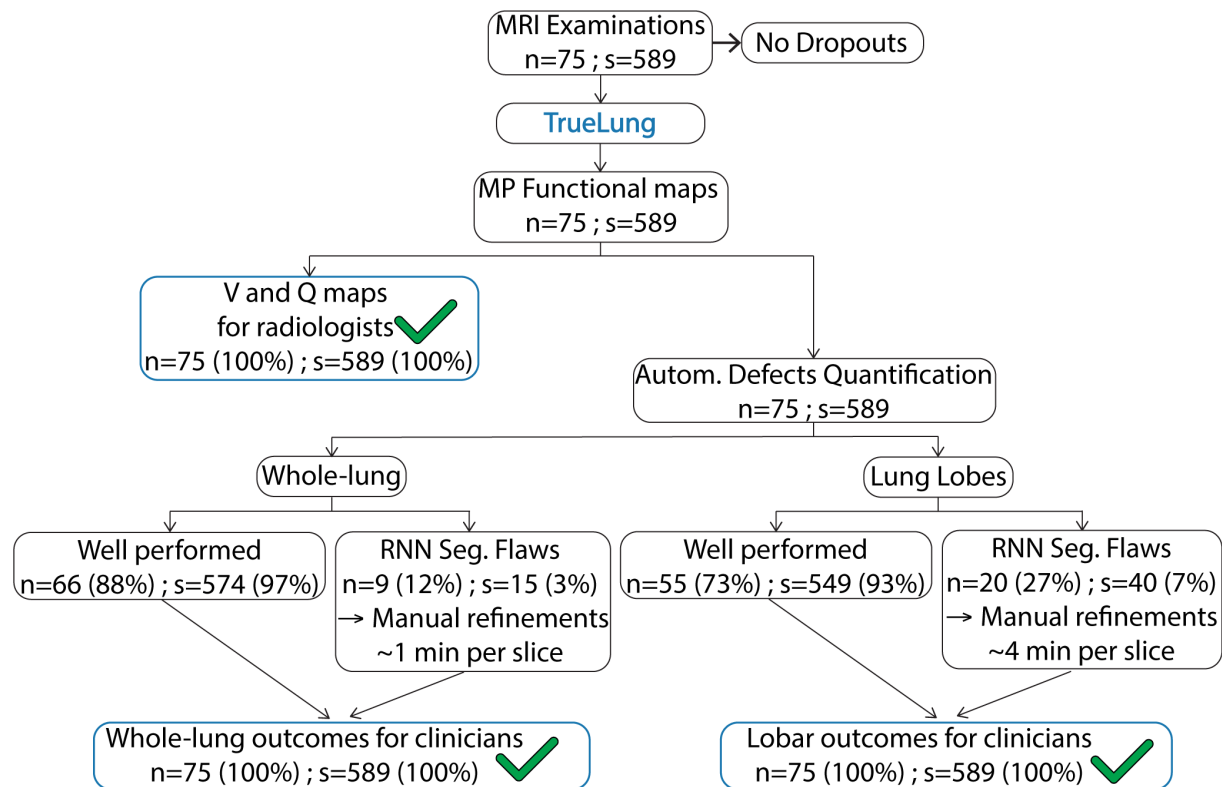 MRI Examinations
n=75 ; s=589
No Dropouts
TrueLung
MP Functional maps
n=75 ; s=589
V and Q maps
for radiologists
n=75 (100%) ; s=589 (100%)
Autom. Defects Quantification
n=75 ; s=589
Whole-lung
Lung Lobes
Well performed
n=66 (88%) ; s=574 (97%)
RNN Seg. Flaws
n=9 (12%) ; s=15 (3%)
→ Manual refinements
~1 min per slice
Well performed
n=55 (73%) ; s=549 (93%)
RNN Seg. Flaws
n=20 (27%) ; s=40 (7%)
→ Manual refinements
~4 min per slice
Whole-lung outcomes for clinicians
n=75 (100%) ; s=589 (100%)
Lobar outcomes for clinicians
n=75 (100%) ; s=589 (100%)